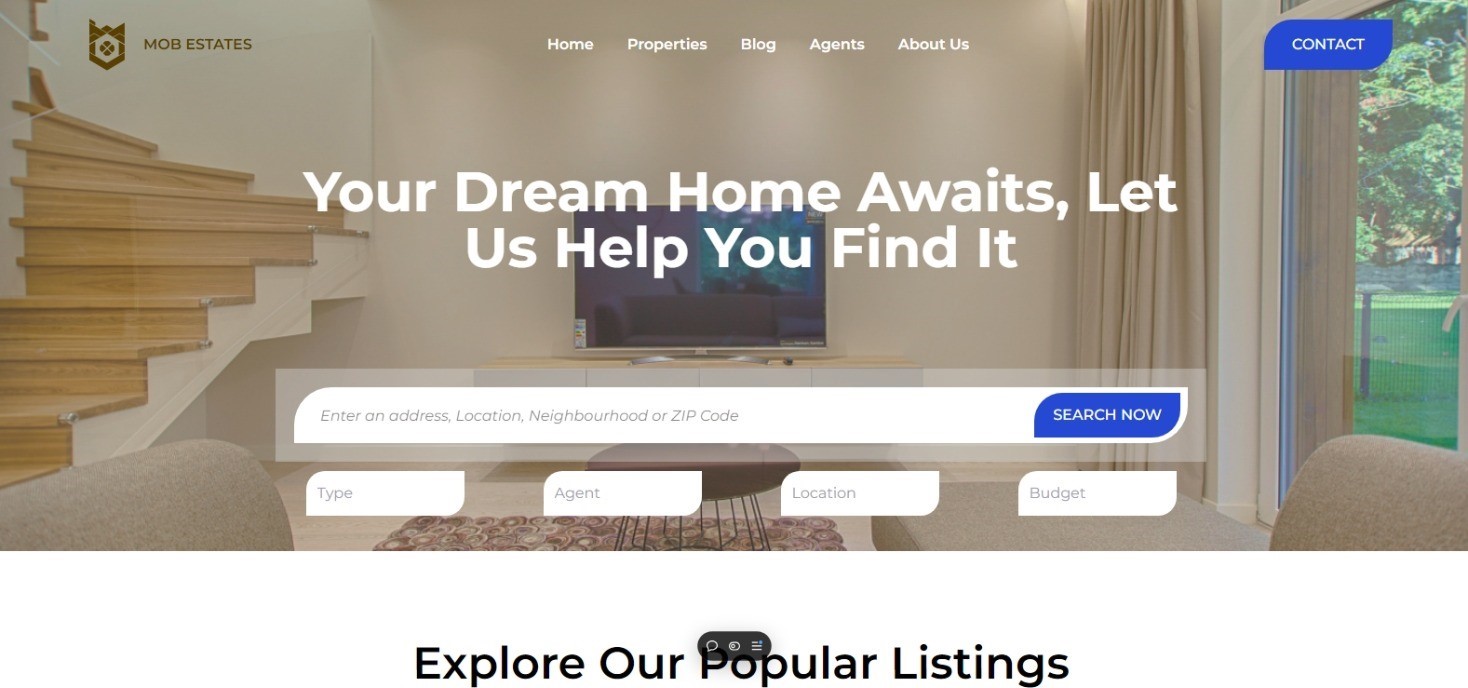 MOB ESTATES
Home
Properties
Blog
Agents
About Us
CONTACT
Your Dream Home Awaits, Let
Us Help You Find It
NEW
Enter an address, Location, Neighbourhood or ZIP Code
SEARCH NOW
Type
Agent
Location
Budget
Explore Our Popular Listings